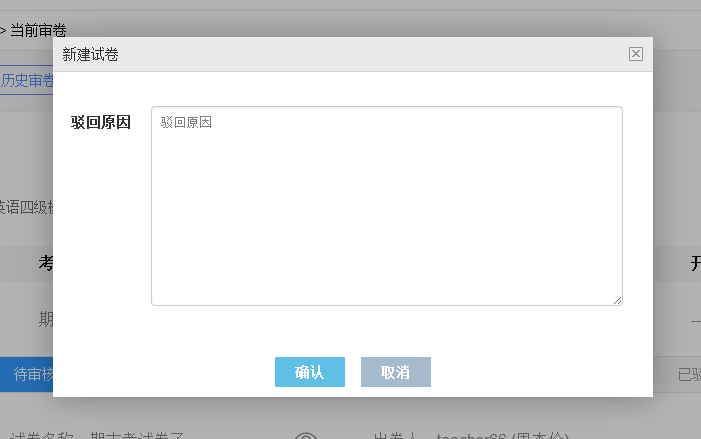 > 当前审卷
新建试卷
历史审卷
驳回原因
驳回原因
英语四级
考
开
期
--
待审核
已驳
确认
取消
试卷名称
期末考试卷子
出卷人
teacher66 (周杰伦)